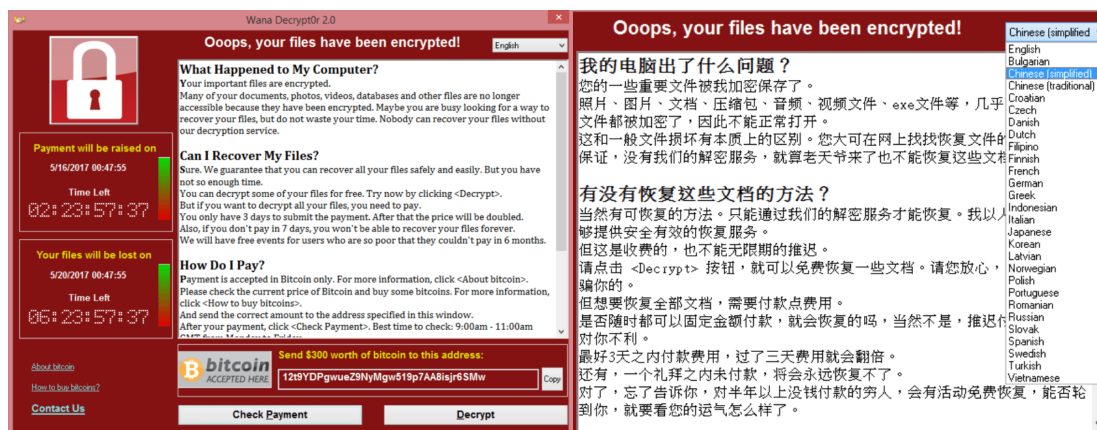 Wana Decrypt0r 2.0
Ooops, your files have been encrypted!
English
Payment will be raised on
5/16/2017 00:47:55
Time Left
02:23:57:37
Your files will be lost on
5/20/2017 00:47:55
Time Left
06:23:57:37
About bitcoin
How to buy bitcoins?
Contact Us
What Happened to My Computer?
Your important files are encrypted.
Many of your documents, photos, videos, databases and other files are no longer
accessible because they have been encrypted. Maybe you are busy looking for a way to
recover your files, but do not waste your time. Nobody can recover your files without
our decryption service.
Can I Recover My Files?
Sure. We guarantee that you can recover all your files safely and easily. But you have
not so enough time.
You can decrypt some of your files for free. Try now by clicking <Decrypt>.
But if you want to decrypt all your files, you need to pay.
You only have 3 days to submit the payment. After that the price will be doubled.
Also, if you don't pay in 7 days, you won't be able to recover your files forever.
We will have free events for users who are so poor that they couldn't pay in 6 months.
How Do I Pay?
Payment is accepted in Bitcoin only. For more information, click <About bitcoin>.
Please check the current price of Bitcoin and buy some bitcoins. For more information,
click <How to buy bitcoins>.
And send the correct amount to the address specified in this window.
After your payment, click <Check Payment>. Best time to check: 9:00am - 11:00am
GMT from Monday to Friday.
bitcoin
ACCEPTED HERE
Send $300 worth of bitcoin to this address:
12t9YDPgwueZ9NyMgw519p7AA8isjr6SMw
Copy
Check Payment
Decrypt
Ooops, your files have been encrypted!
Chinese (simplified
我的电脑出了什么问题？
您的一些重要文件被我加密保存了。
照片、图片、文档、压缩包、音频、视频文件、exe文件等，几乎
文件都被加密了，因此不能正常打开。
这和一般文件损坏有本质上的区别。您大可在网上找找恢复文件的
保证，没有我们的解密服务，就算老天爷来了也不能恢复这些文档
有没有恢复这些文档的方法？
当然有可恢复的方法。只能通过我们的解密服务才能恢复。我以人
够提供安全有效的恢复服务。
但这是收费的，也不能无限期的推迟。
请点击 <Decrypt> 按钮，就可以免费恢复一些文档。请您放心，
骗你的。
但想要恢复全部文档，需要付款点费用。
是否随时都可以固定金额付款，就会恢复的吗，当然不是，推迟付
对你不利。
最好3天之内付款费用，过了三天费用就会翻倍。
还有，一个礼拜之内未付款，将会永远恢复不了。
对了，忘了告诉你，对半年以上没钱付款的穷人，会有活动免费恢复，能否轮
到你，就要看您的运气怎么样了。
English
Bulgarian
Chinese (simplified)
Chinese (traditional)
Croatian
Czech
Danish
Dutch
Filipino
Finnish
French
German
Greek
Indonesian
Italian
Japanese
Korean
Latvian
Norwegian
Polish
Portuguese
Romanian
Russian
Slovak
Spanish
Swedish
Turkish
Vietnamese